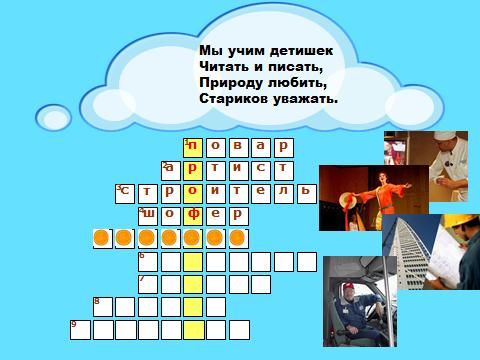 Мы учим детишек
Читать и писать,
Природу любить,
Стариков уважать.
1 повар
2 артист
3 строитель
4 шофер
6
7
8
9